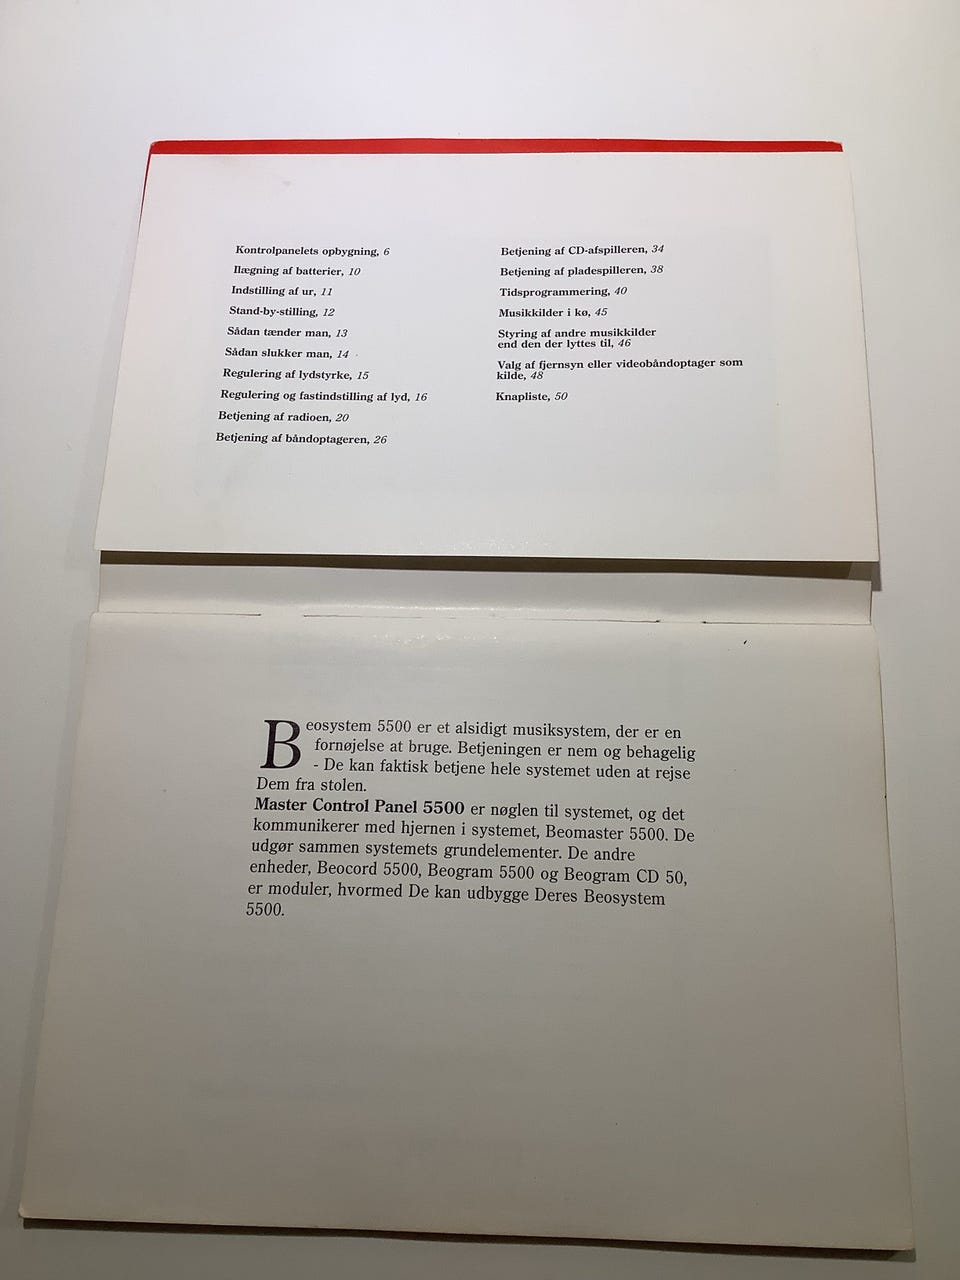 Kontrolpanelets opbygning, 6
Ilægning af batterier, 10
Indstilling af ur, 11
Stand-by-stilling, 12
Sådan tænder man, 13
Sådan slukker man, 14
Regulering af lydstyrke, 15
Regulering og fastindstilling af lyd, 16
Betjening af radioen, 20
Betjening af båndoptageren, 26
Betjening af CD-afspilleren, 34
Betjening af pladespilleren, 38
Tidsprogrammering, 40
Musikkilder i kø, 45
Styring af andre musikkilder
end den der lyttes til, 46
Valg af fjernsyn eller videobåndoptager som
kilde, 48
Knapliste, 50
Beosystem 5500 er et alsidigt musiksystem, der er en
fornøjelse at bruge. Betjeningen er nem og behagelig
- De kan faktisk betjene hele systemet uden at rejse
Dem fra stolen.
Master Control Panel 5500 er nøglen til systemet, og det
kommunikerer med hjernen i systemet, Beomaster 5500. De
udgør sammen systemets grundelementer. De andre
enheder, Beocord 5500, Beogram 5500 og Beogram CD 50,
er moduler, hvormed De kan udbygge Deres Beosystem
5500.